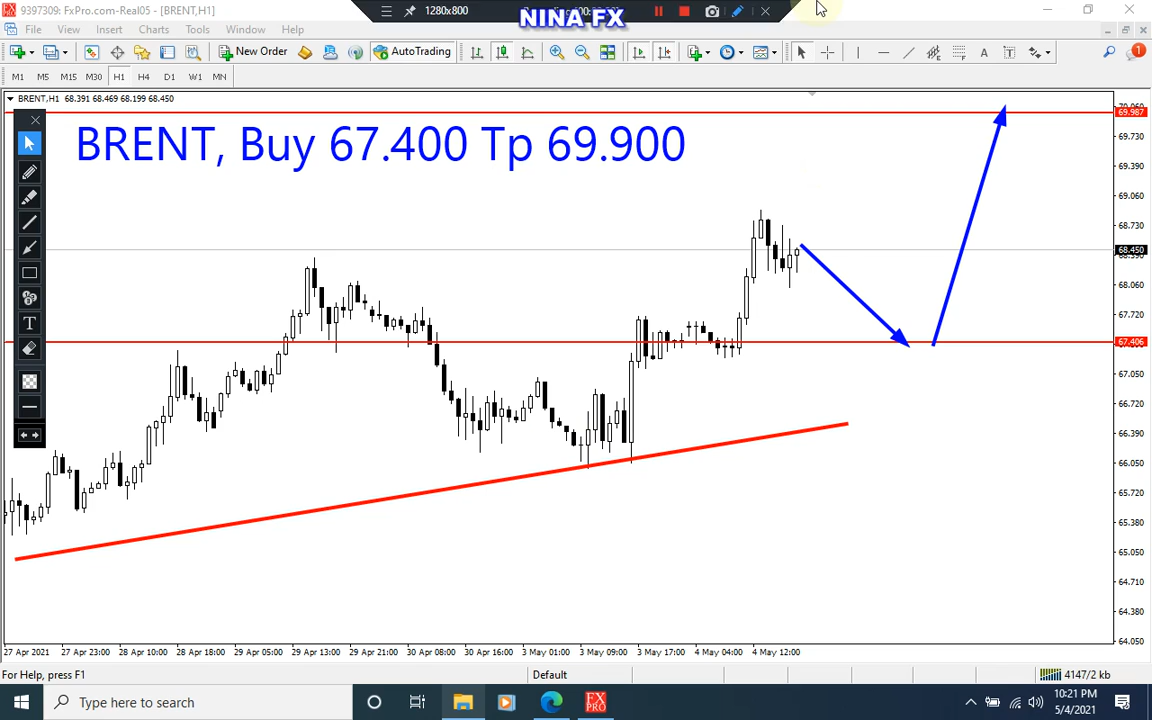 9397309: FxPro.com-Real05 - [BRENT,H1]
1280x800
NINA FX
File View Insert Charts Tools Window Help
New Order
AutoTrading
1
A
T
M1 M5 M15 M30 H1 H4 D1 W1 MN
BRENT,H1 68.391 68.469 68.199 68.450
BRENT, Buy 67.400 Tp 69.900
T
69.987
69.730
69.390
69.060
68.730
68.450
68.060
67.720
67.406
67.050
66.720
66.390
66.050
65.720
65.380
65.050
64.710
64.380
64.050
27 Apr 2021 27 Apr 23:00 28 Apr 10:00 28 Apr 18:00 29 Apr 05:00 29 Apr 13:00 29 Apr 21:00 30 Apr 08:00 30 Apr 16:00 3 May 01:00 3 May 09:00 3 May 17:00 4 May 04:00 4 May 12:00
For Help, press F1
Default
4147/2 kb
Type here to search
FX
PRO
10:21 PM
5/4/2021